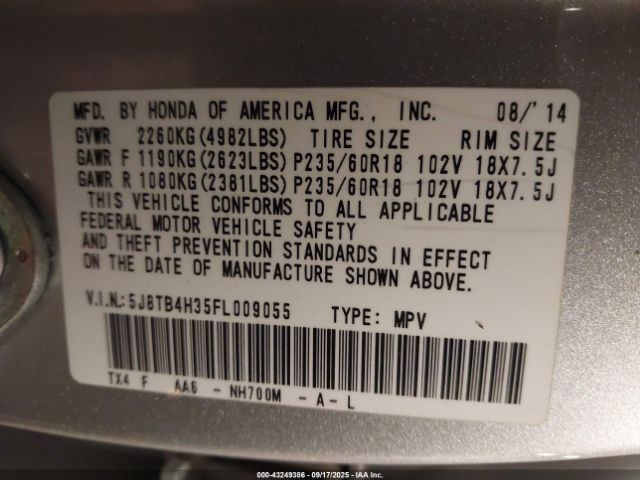 MFD. BY HONDA OF AMERICA MFG., INC. 08/'14
GVWR 2260KG(4982LBS) TIRE SIZE RIM SIZE
GAWR F 1190KG(2623LBS) P235/60R18 102V 18X7.5J
GAWR R 1080KG(2381LBS) P235/60R18 102V 18X7.5J
THIS VEHICLE CONFORMS TO ALL APPLICABLE
FEDERAL MOTOR VEHICLE SAFETY
AND THEFT PREVENTION STANDARDS IN EFFECT
ON THE DATE OF MANUFACTURE SHOWN ABOVE.
V.I.N.: 5J8TB4H35FL009055 TYPE: MPV
TX4 F AA6 - NH700M - A - L
000-43249386 - 09/17/2025 - IAA Inc.